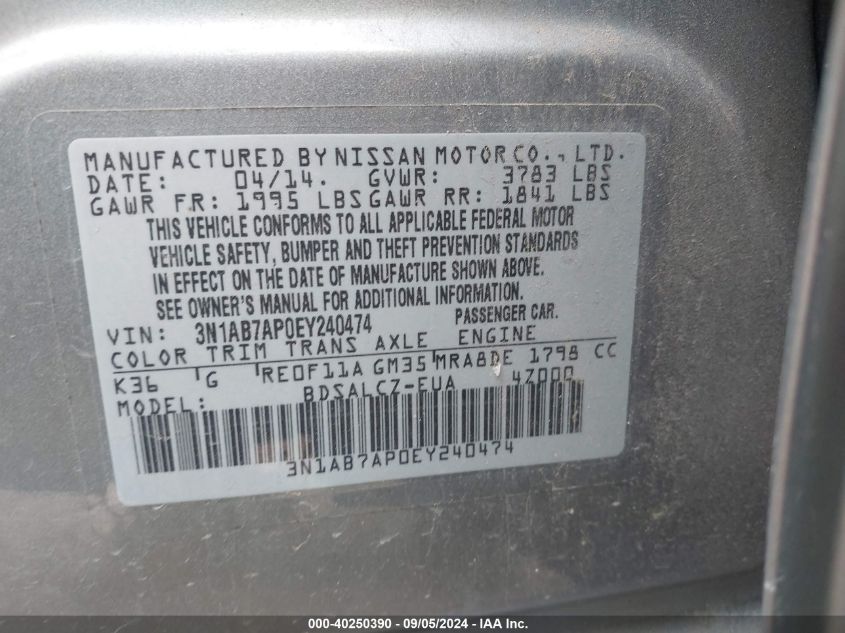 MANUFACTURED BY NISSAN MOTOR CO., LTD.
DATE: 04/14. GVWR: 3783 LBS
GAWR FR: 1995 LBS GAWR RR: 1841 LBS
THIS VEHICLE CONFORMS TO ALL APPLICABLE FEDERAL MOTOR
VEHICLE SAFETY, BUMPER AND THEFT PREVENTION STANDARDS
IN EFFECT ON THE DATE OF MANUFACTURE SHOWN ABOVE.
SEE OWNER'S MANUAL FOR ADDITIONAL INFORMATION.
VIN: 3N1AB7AP0EY240474 PASSENGER CAR.
COLOR TRIM TRANS AXLE ENGINE
K36 G RE0F11A GM35 MRA8DE 1798 CC
MODEL: BDSALCZ-EUA 4Z000
3N1AB7AP0EY240474
000-40250390 - 09/05/2024 - IAAI.com